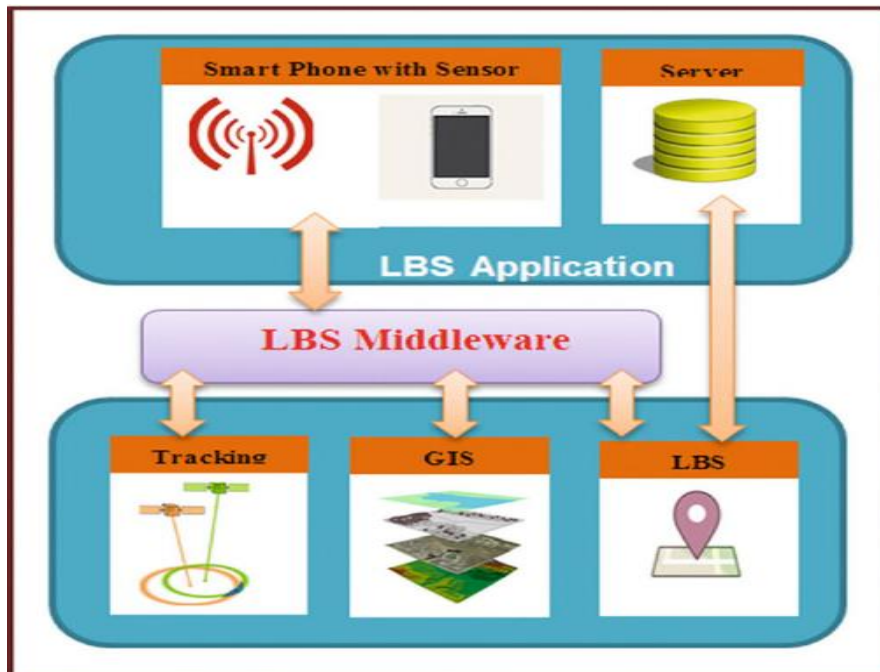 Smart Phone with Sensor
Server
LBS Application
LBS Middleware
Tracking
GIS
LBS